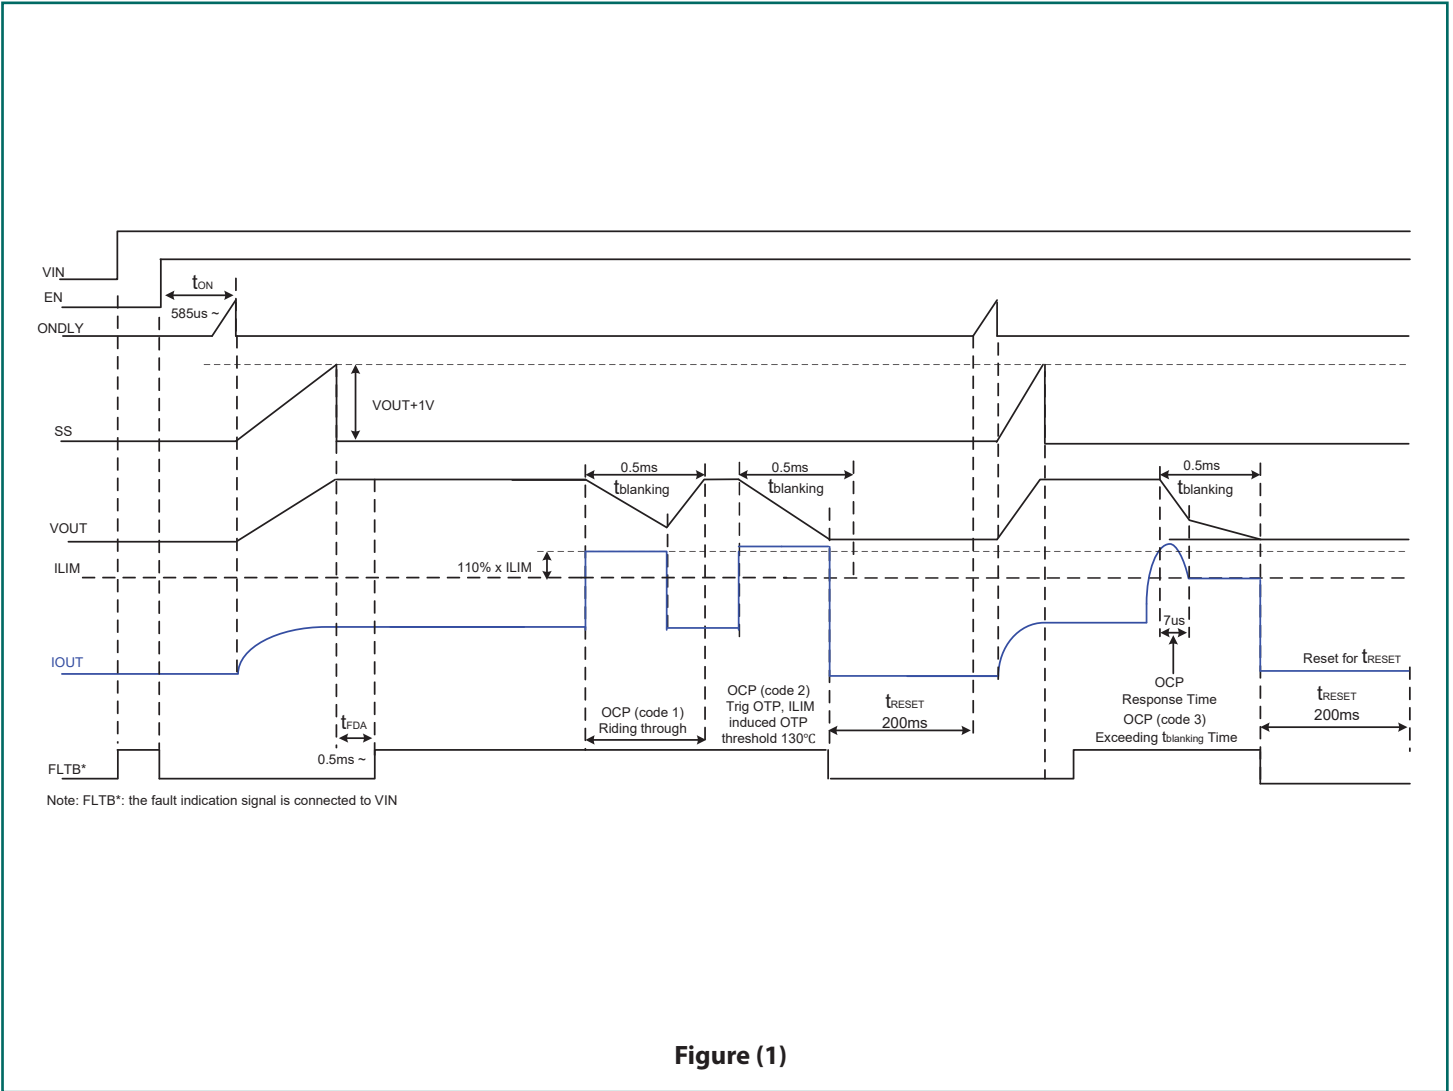 VIN
EN
tON
585us ~
ONDLY
VOUT+1V
SS
0.5ms
tblanking
0.5ms
tblanking
0.5ms
tblanking
VOUT
ILIM
110% x ILIM
7us
IOUT
Reset for tRESET
OCP
Response Time
OCP (code 3)
Exceeding tblanking Time
tRESET
200ms
OCP (code 2)
Trig OTP, ILIM
induced OTP
threshold 130℃
tRESET
200ms
OCP (code 1)
Riding through
tFDA
0.5ms ~
FLTB*
Note: FLTB*: the fault indication signal is connected to VIN
Figure (1)